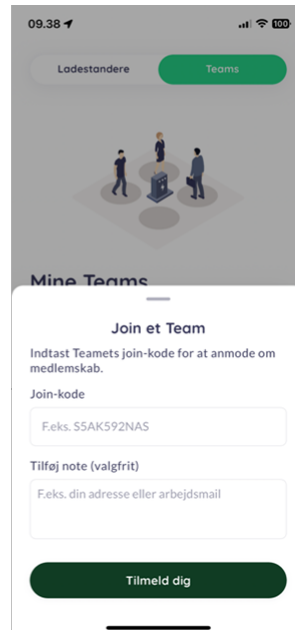 09.38
100
Ladestandere
Teams
Mine Teams
Join et Team
Indtast Teamets join-kode for at anmode om
medlemskab.
Join-kode
F.eks. S5AK592NAS
Tilføj note (valgfrit)
F.eks. din adresse eller arbejdsmail
Tilmeld dig